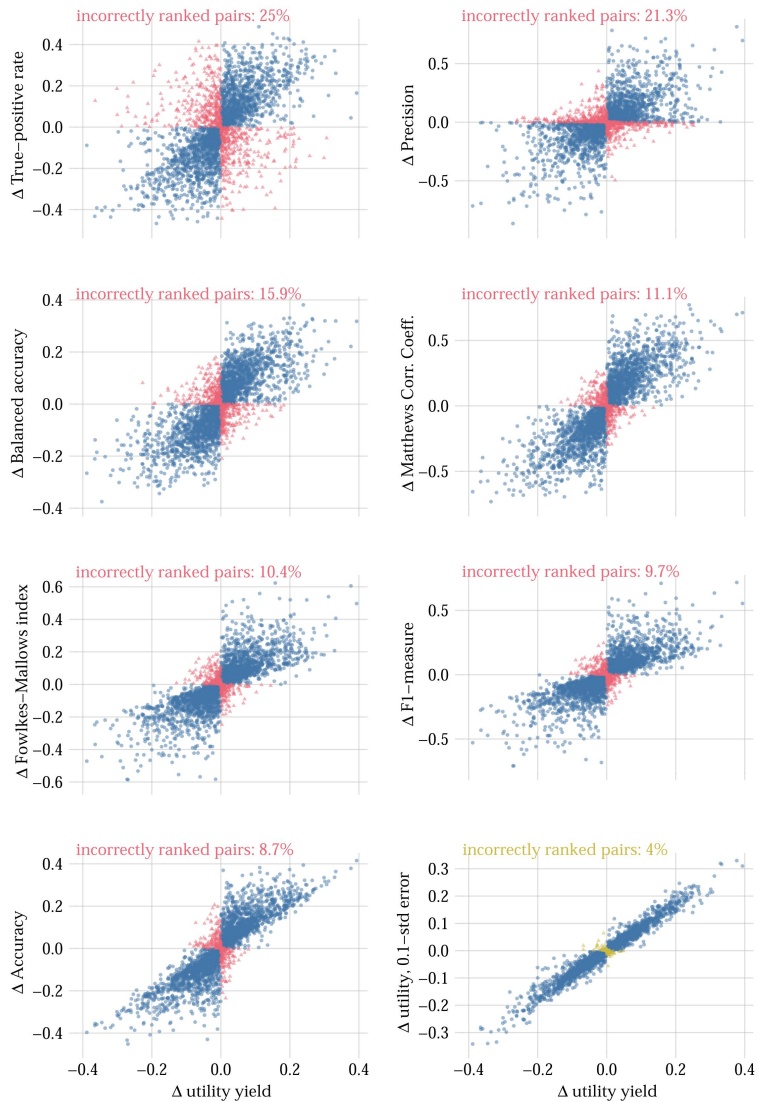 incorrectly ranked pairs: 25%
0.4
0.2
0.0
−0.2
−0.4
Δ True−positive rate
incorrectly ranked pairs: 21.3%
0.5
0.0
−0.5
Δ Precision
incorrectly ranked pairs: 15.9%
0.4
0.2
0.0
−0.2
−0.4
Δ Balanced accuracy
incorrectly ranked pairs: 11.1%
0.5
0.0
−0.5
Δ Matthews Corr. Coeff.
incorrectly ranked pairs: 10.4%
0.6
0.4
0.2
0.0
−0.2
−0.4
−0.6
Δ Fowlkes−Mallows index
incorrectly ranked pairs: 9.7%
0.5
0.0
−0.5
Δ F1−measure
incorrectly ranked pairs: 8.7%
0.4
0.2
0.0
−0.2
−0.4
Δ Accuracy
−0.4 −0.2 0.0 0.2 0.4
Δ utility yield
incorrectly ranked pairs: 4%
0.3
0.2
0.1
0.0
−0.1
−0.2
−0.3
Δ utility, 0.1−std error
−0.4 −0.2 0.0 0.2 0.4
Δ utility yield